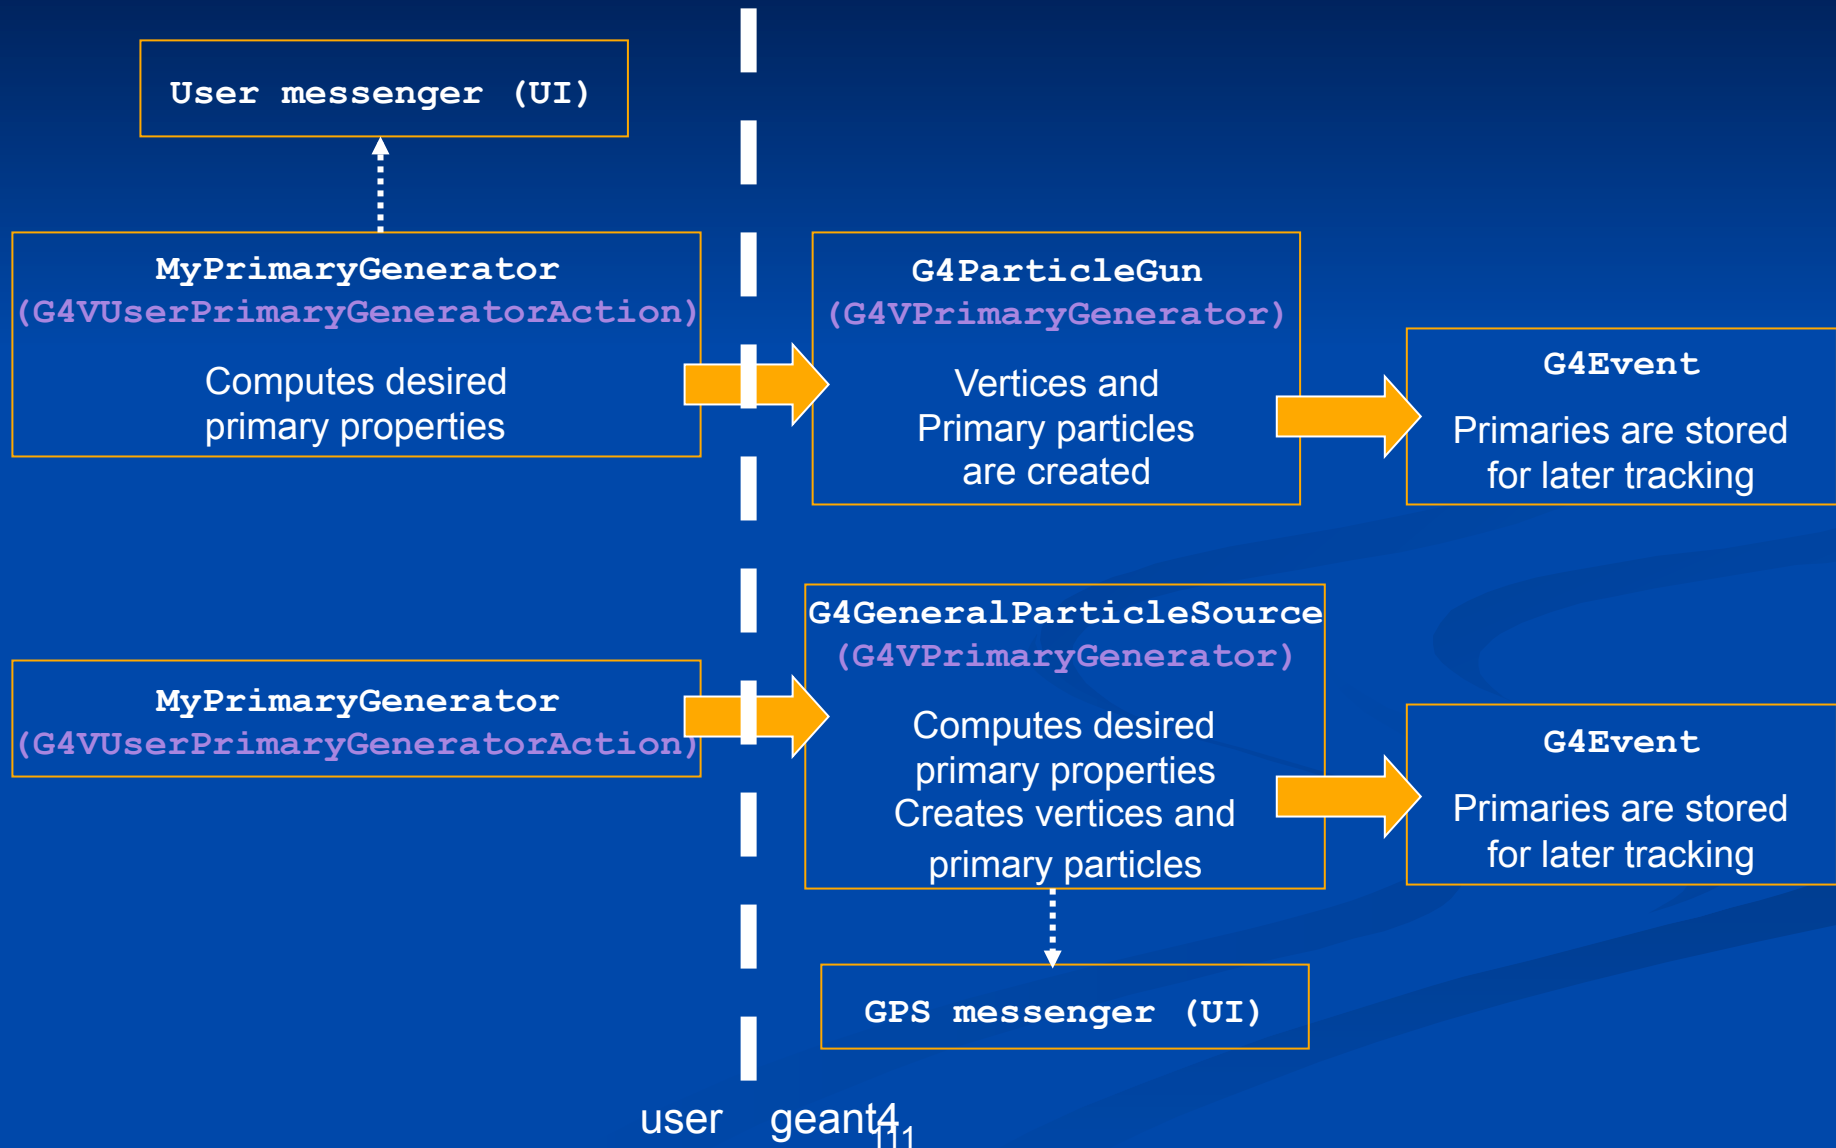 User messenger (UI)
MyPrimaryGenerator
(G4VUserPrimaryGeneratorAction)
Computes desired
primary properties
G4ParticleGun
(G4VPrimaryGenerator)
Vertices and
Primary particles
are created
G4Event
Primaries are stored
for later tracking
MyPrimaryGenerator
(G4VUserPrimaryGeneratorAction)
G4GeneralParticleSource
(G4VPrimaryGenerator)
Computes desired
primary properties
Creates vertices and
primary particles
G4Event
Primaries are stored
for later tracking
GPS messenger (UI)
user geant4
111